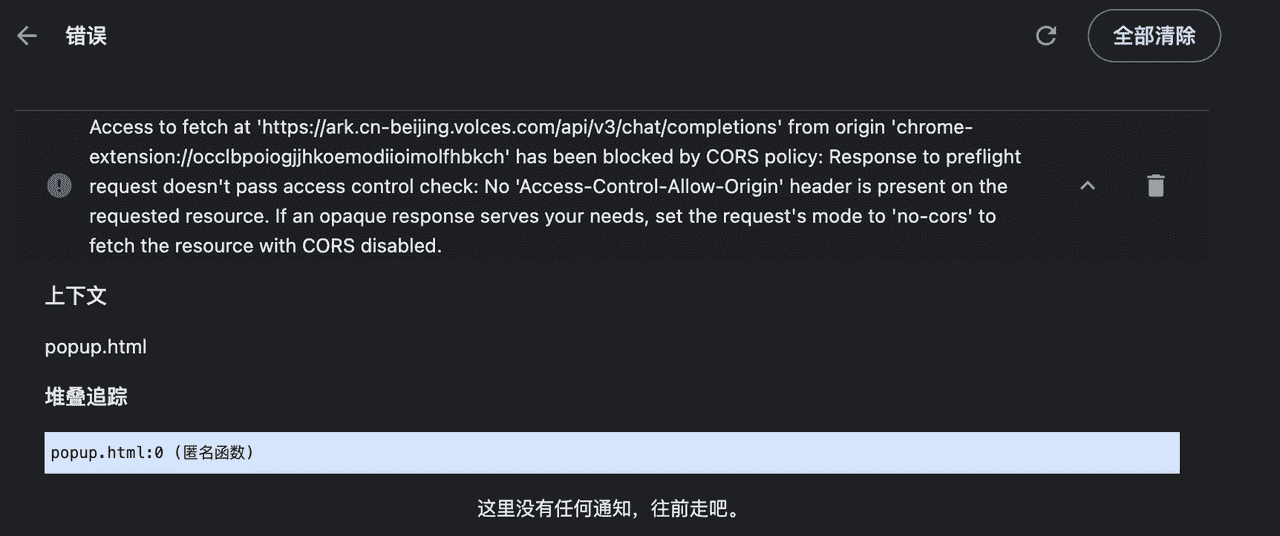 错误
全部清除
Access to fetch at 'https://ark.cn-beijing.volces.com/api/v3/chat/completions' from origin 'chrome-
extension://occlbpoiogjjhkoemodiioimolfhbkch' has been blocked by CORS policy: Response to preflight
request doesn't pass access control check: No 'Access-Control-Allow-Origin' header is present on the
requested resource. If an opaque response serves your needs, set the request's mode to 'no-cors' to
fetch the resource with CORS disabled.
上下文
popup.html
堆叠追踪
popup.html:0 (匿名函数)
这里没有任何通知，往前走吧。